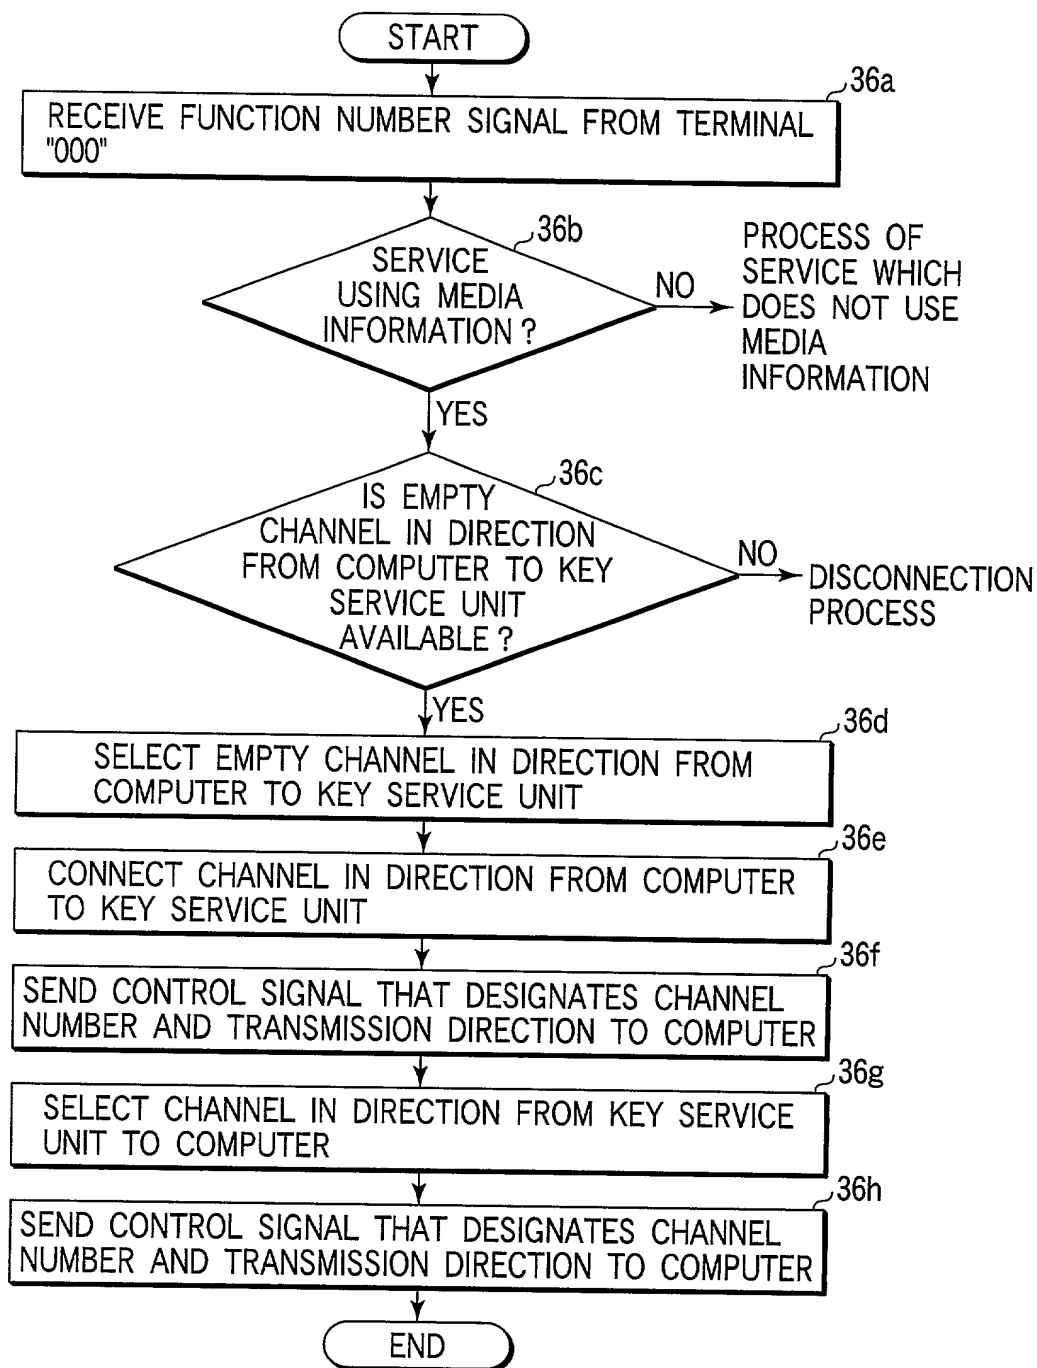 START
36a
RECEIVE FUNCTION NUMBER SIGNAL FROM TERMINAL
"000"
36b
SERVICE
USING MEDIA
INFORMATION ?
NO
PROCESS OF
SERVICE WHICH
DOES NOT USE
MEDIA
INFORMATION
YES
36c
IS EMPTY
CHANNEL IN DIRECTION
FROM COMPUTER TO KEY
SERVICE UNIT
AVAILABLE ?
NO
DISCONNECTION
PROCESS
YES
36d
SELECT EMPTY CHANNEL IN DIRECTION FROM
COMPUTER TO KEY SERVICE UNIT
36e
CONNECT CHANNEL IN DIRECTION FROM COMPUTER
TO KEY SERVICE UNIT
36f
SEND CONTROL SIGNAL THAT DESIGNATES CHANNEL
NUMBER AND TRANSMISSION DIRECTION TO COMPUTER
36g
SELECT CHANNEL IN DIRECTION FROM KEY SERVICE
UNIT TO COMPUTER
36h
SEND CONTROL SIGNAL THAT DESIGNATES CHANNEL
NUMBER AND TRANSMISSION DIRECTION TO COMPUTER
END